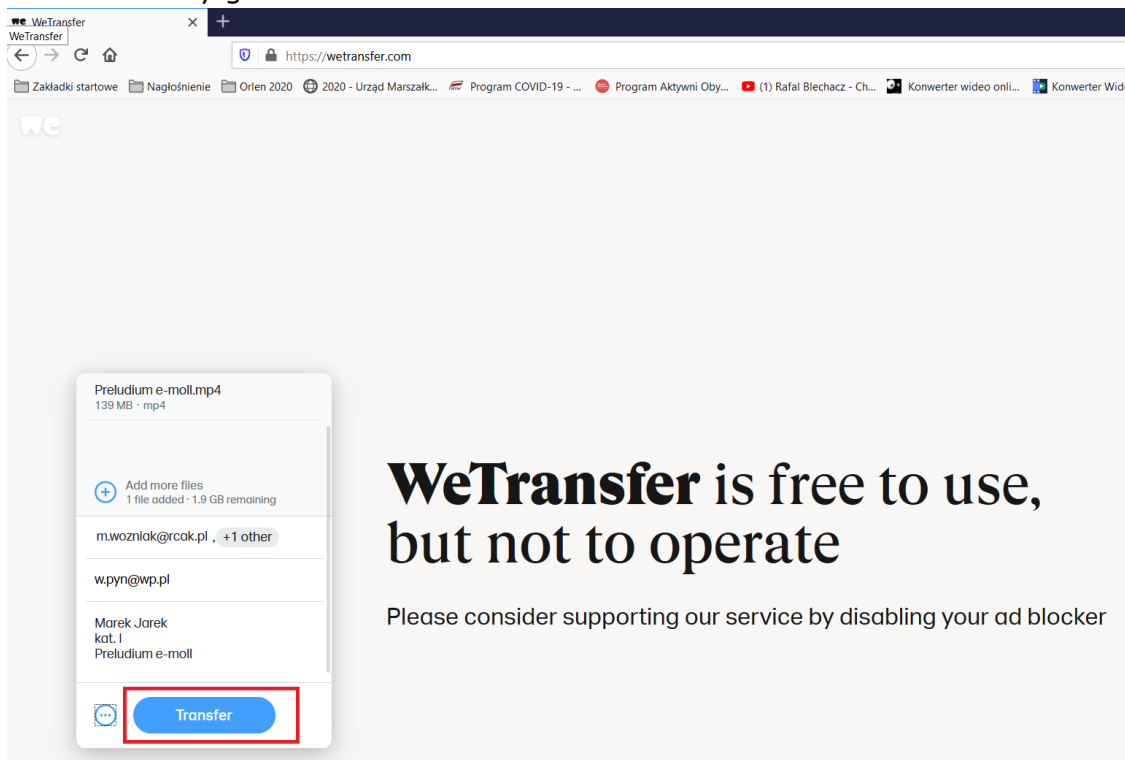 WeTransfer
WeTransfer
https://wetransfer.com
Zakładki startowe Nagłośnienie Orlen 2020 2020 - Urząd Marszałk... Program COVID-19 - ... Program Aktywni Oby... (1) Rafal Blechacz - Ch... Konwerter wideo onli... Konwerter Wid
we
Preludium e-moll.mp4
139 MB · mp4
Add more files
1 file added · 1.9 GB remaining
m.wozniak@rcak.pl , +1 other
w.pyn@wp.pl
Marek Jarek
kat. I
Preludium e-moll
Transfer
WeTransfer is free to use,
but not to operate
Please consider supporting our service by disabling your ad blocker